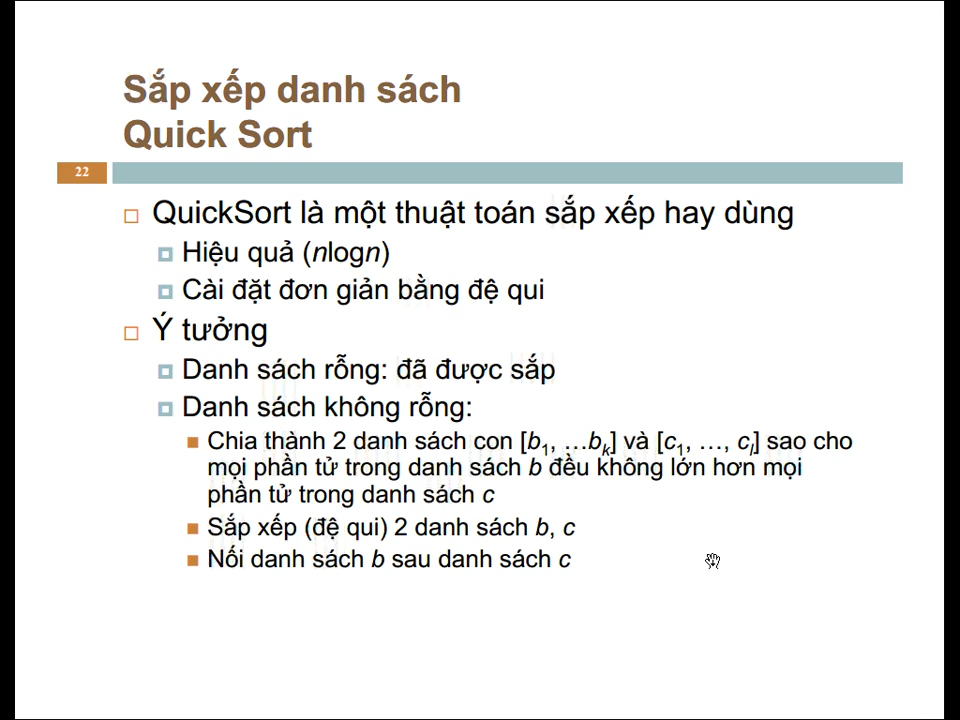 Sắp xếp danh sách
Quick Sort
22
QuickSort là một thuật toán sắp xếp hay dùng
Hiệu quả (nlogn)
Cài đặt đơn giản bằng đệ qui
Ý tưởng
Danh sách rỗng: đã được sắp
Danh sách không rỗng:
Chia thành 2 danh sách con [b1, …bk] và [c1, …, cl] sao cho
mọi phần tử trong danh sách b đều không lớn hơn mọi
phần tử trong danh sách c
Sắp xếp (đệ qui) 2 danh sách b, c
Nối danh sách b sau danh sách c